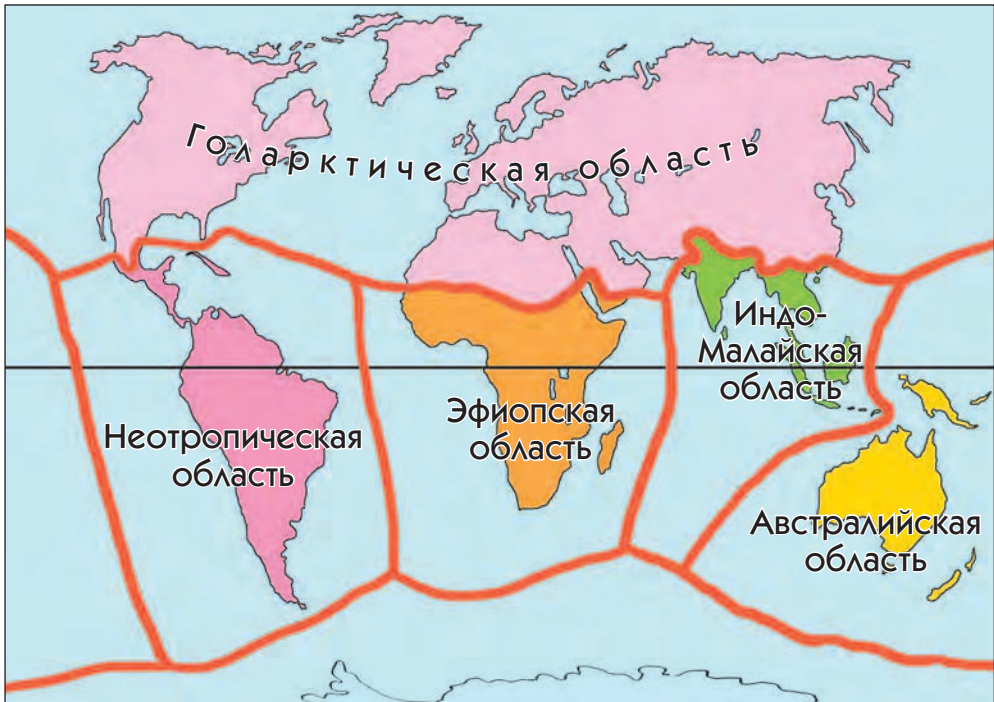 Голарктическая область
Индо-
Малайская
область
Эфиопская
область
Неотропическая
область
Австралийская
область